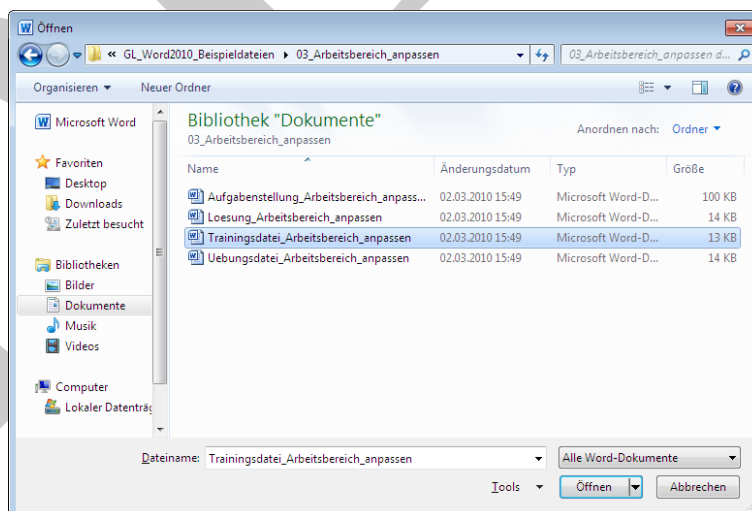 Öffnen
« GL_Word2010_Beispieldateien ▸ 03_Arbeitsbereich_anpassen
03_Arbeitsbereich_anpassen d...
Organisieren Neuer Ordner
Microsoft Word
Favoriten
Desktop
Downloads
Zuletzt besucht
Bibliotheken
Bilder
Dokumente
Musik
Videos
Computer
Lokaler Datenträg
Bibliothek "Dokumente"
03_Arbeitsbereich_anpassen
Anordnen nach: Ordner
Name Änderungsdatum Typ Größe
Aufgabenstellung_Arbeitsbereich_anpass... 02.03.2010 15:49 Microsoft Word-D... 100 KB
Loesung_Arbeitsbereich_anpassen 02.03.2010 15:49 Microsoft Word-D... 14 KB
Trainingsdatei_Arbeitsbereich_anpassen 02.03.2010 15:49 Microsoft Word-D... 13 KB
Uebungsdatei_Arbeitsbereich_anpassen 02.03.2010 15:49 Microsoft Word-D... 14 KB
Dateiname: Trainingsdatei_Arbeitsbereich_anpassen Alle Word-Dokumente
Tools Öffnen Abbrechen